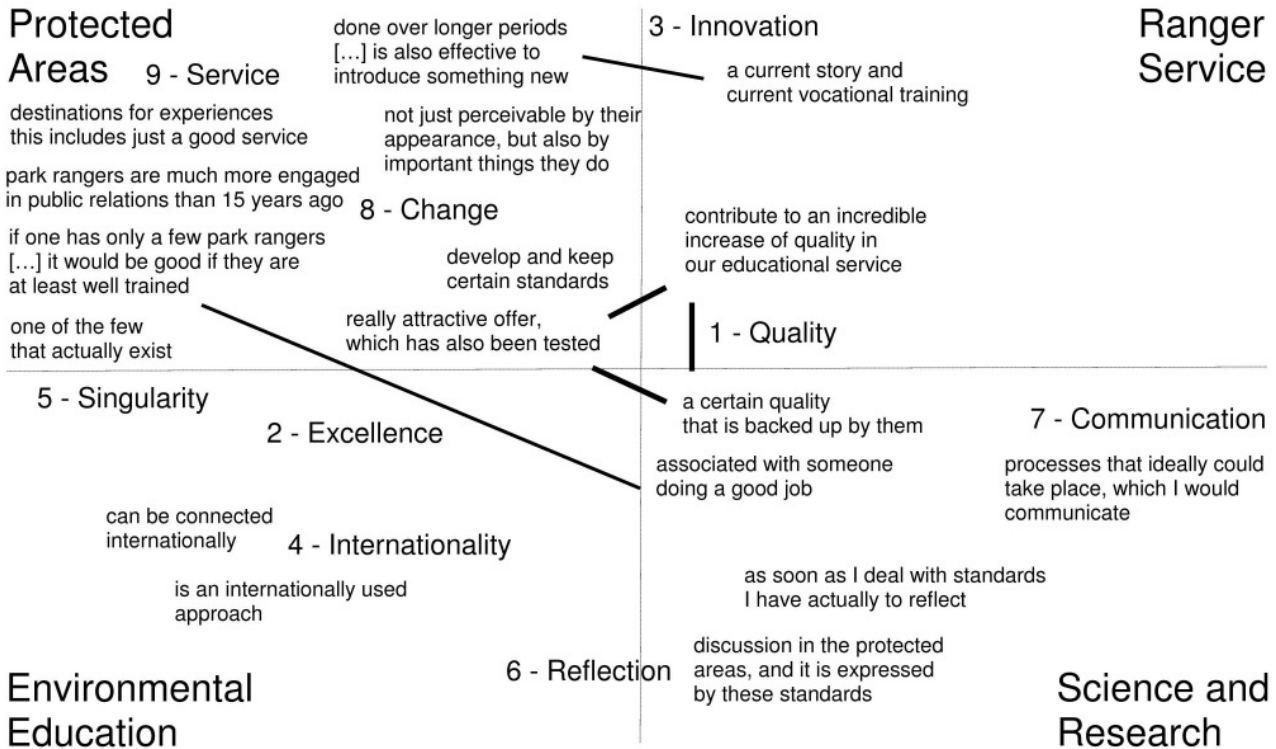 Protected
Areas
9 - Service
destinations for experiences
this includes just a good service
park rangers are much more engaged
in public relations than 15 years ago
if one has only a few park rangers
[...] it would be good if they are
at least well trained
one of the few
that actually exist
done over longer periods
[...] is also effective to
introduce something new
not just perceivable by their
appearance, but also by
important things they do
8 - Change
develop and keep
certain standards
really attractive offer,
which has also been tested
3 - Innovation
a current story and
current vocational training
Ranger
Service
contribute to an incredible
increase of quality in
our educational service
1 - Quality
5 - Singularity
2 - Excellence
can be connected
internationally
4 - Internationality
is an internationally used
approach
6 - Reflection
Environmental
Education
a certain quality
that is backed up by them
associated with someone
doing a good job
7 - Communication
processes that ideally could
take place, which I would
communicate
as soon as I deal with standards
I have actually to reflect
discussion in the protected
areas, and it is expressed
by these standards
Science and
Research